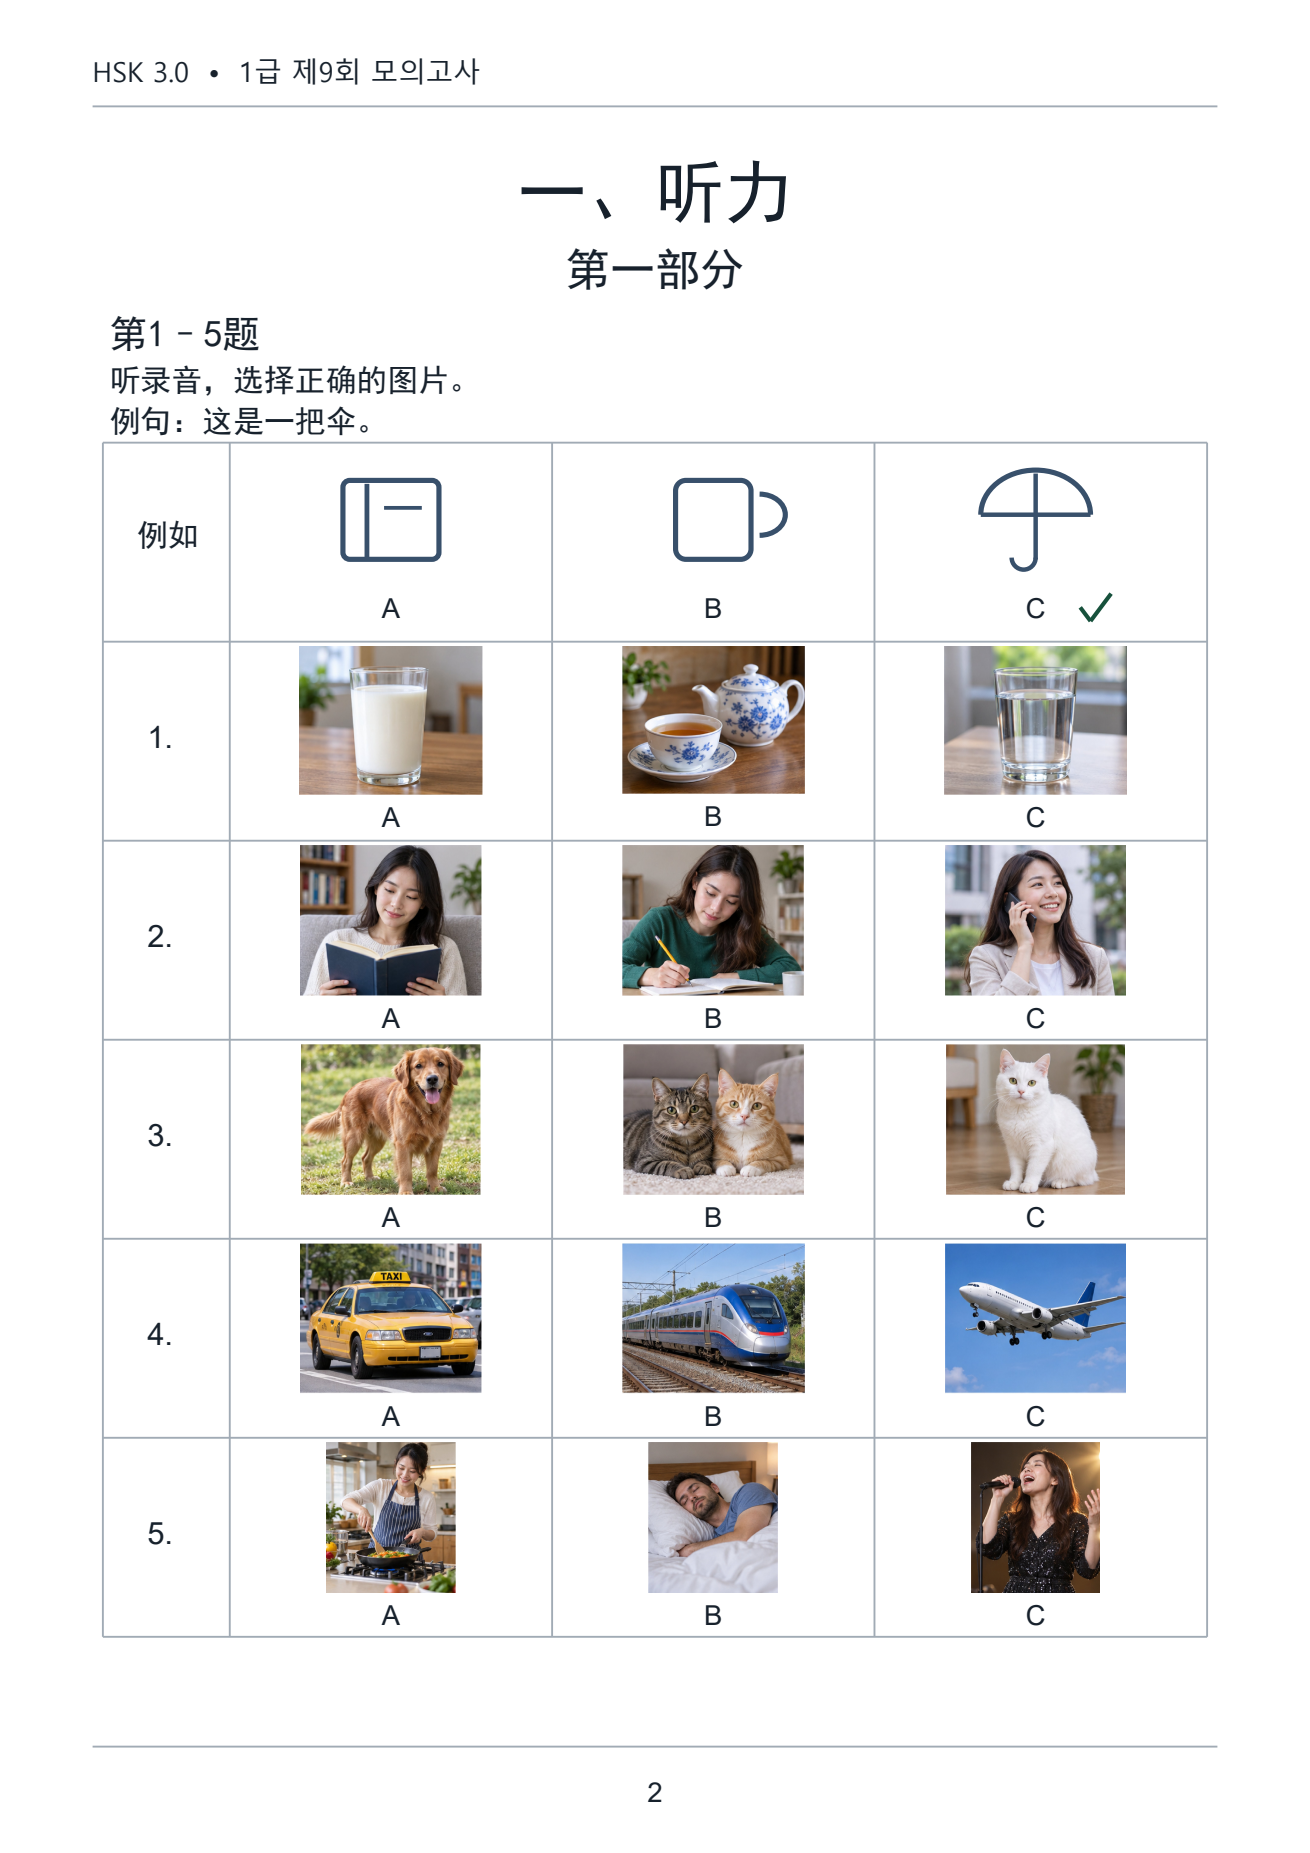 HSK 3.0 • 1급 제9회 모의고사
一、听力
第一部分
第1－5题
听录音，选择正确的图片。
例句：这是一把伞。
例如
A
B
C
1.
A
B
C
2.
A
B
C
3.
A
B
C
4.
TAXI
A
B
C
5.
A
B
C
2